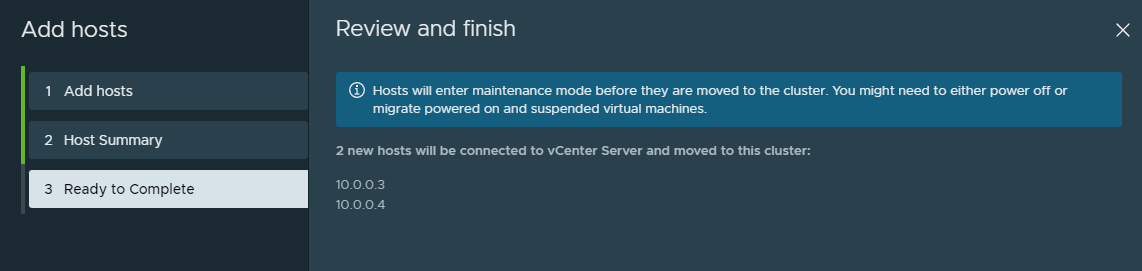 Add hosts
1 Add hosts
2 Host Summary
3 Ready to Complete
Review and finish
Hosts will enter maintenance mode before they are moved to the cluster. You might need to either power off or
migrate powered on and suspended virtual machines.
2 new hosts will be connected to vCenter Server and moved to this cluster:
10.0.0.3
10.0.0.4